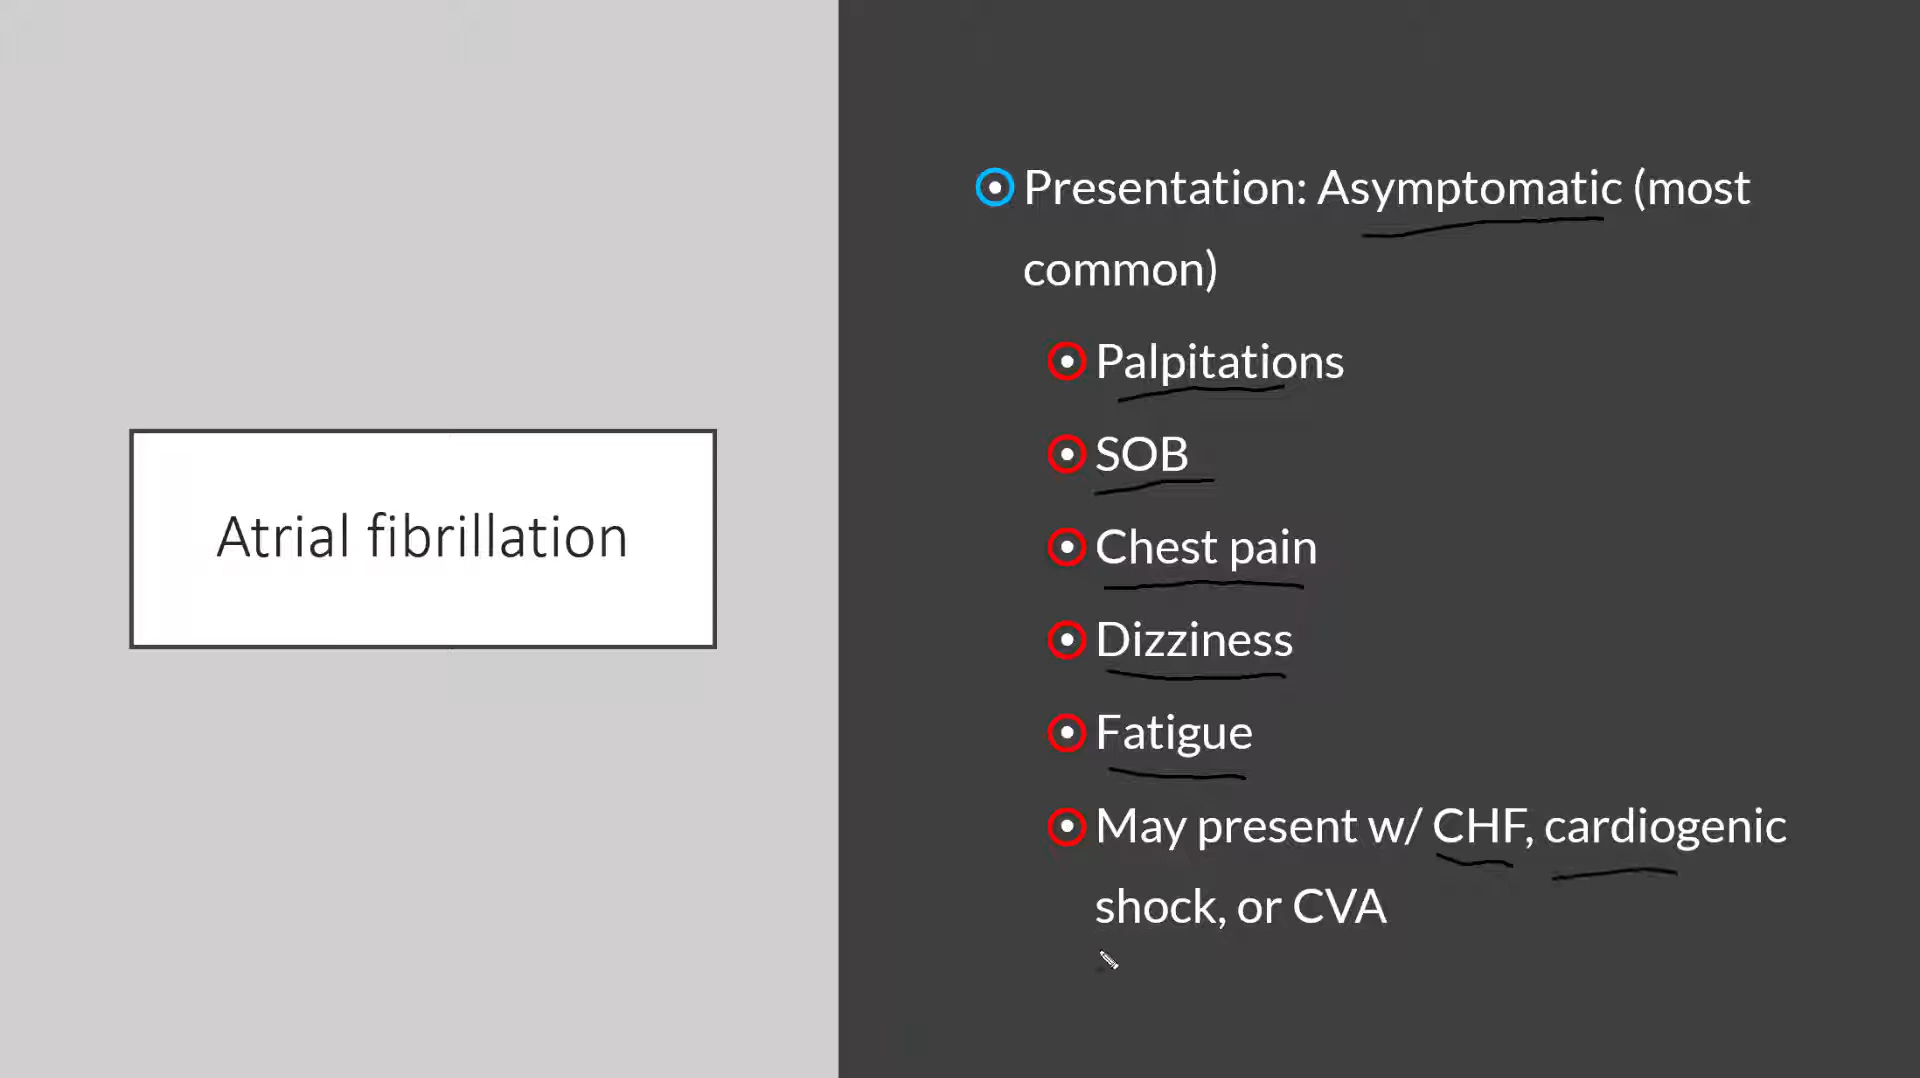 Atrial fibrillation
Presentation: Asymptomatic (most
common)
Palpitations
SOB
Chest pain
Dizziness
Fatigue
May present w/ CHF, cardiogenic
shock, or CVA